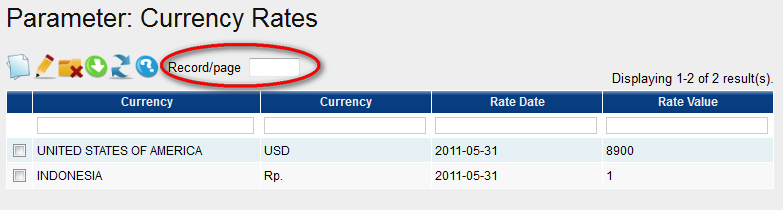 Parameter: Currency Rates
Record/page
Displaying 1-2 of 2 result(s).
Currency Currency Rate Date Rate Value
UNITED STATES OF AMERICA USD 2011-05-31 8900
INDONESIA Rp. 2011-05-31 1